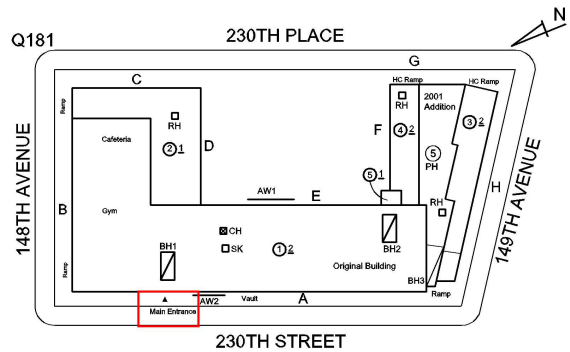 N
Q181
230TH PLACE
G
C
HC Ramp
HC Ramp
Ramp
RH
RH
2001
Addition
3 2
Cafeteria
2 1
F
4 2
D
5
PH
148TH AVENUE
149TH AVENUE
5 1
H
AW1
E
B
Gym
RH
CH
SK
1 2
BH1
BH2
Original Building
Ramp
BH3
Ramp
AW2
Vault
A
Main Entrance
230TH STREET